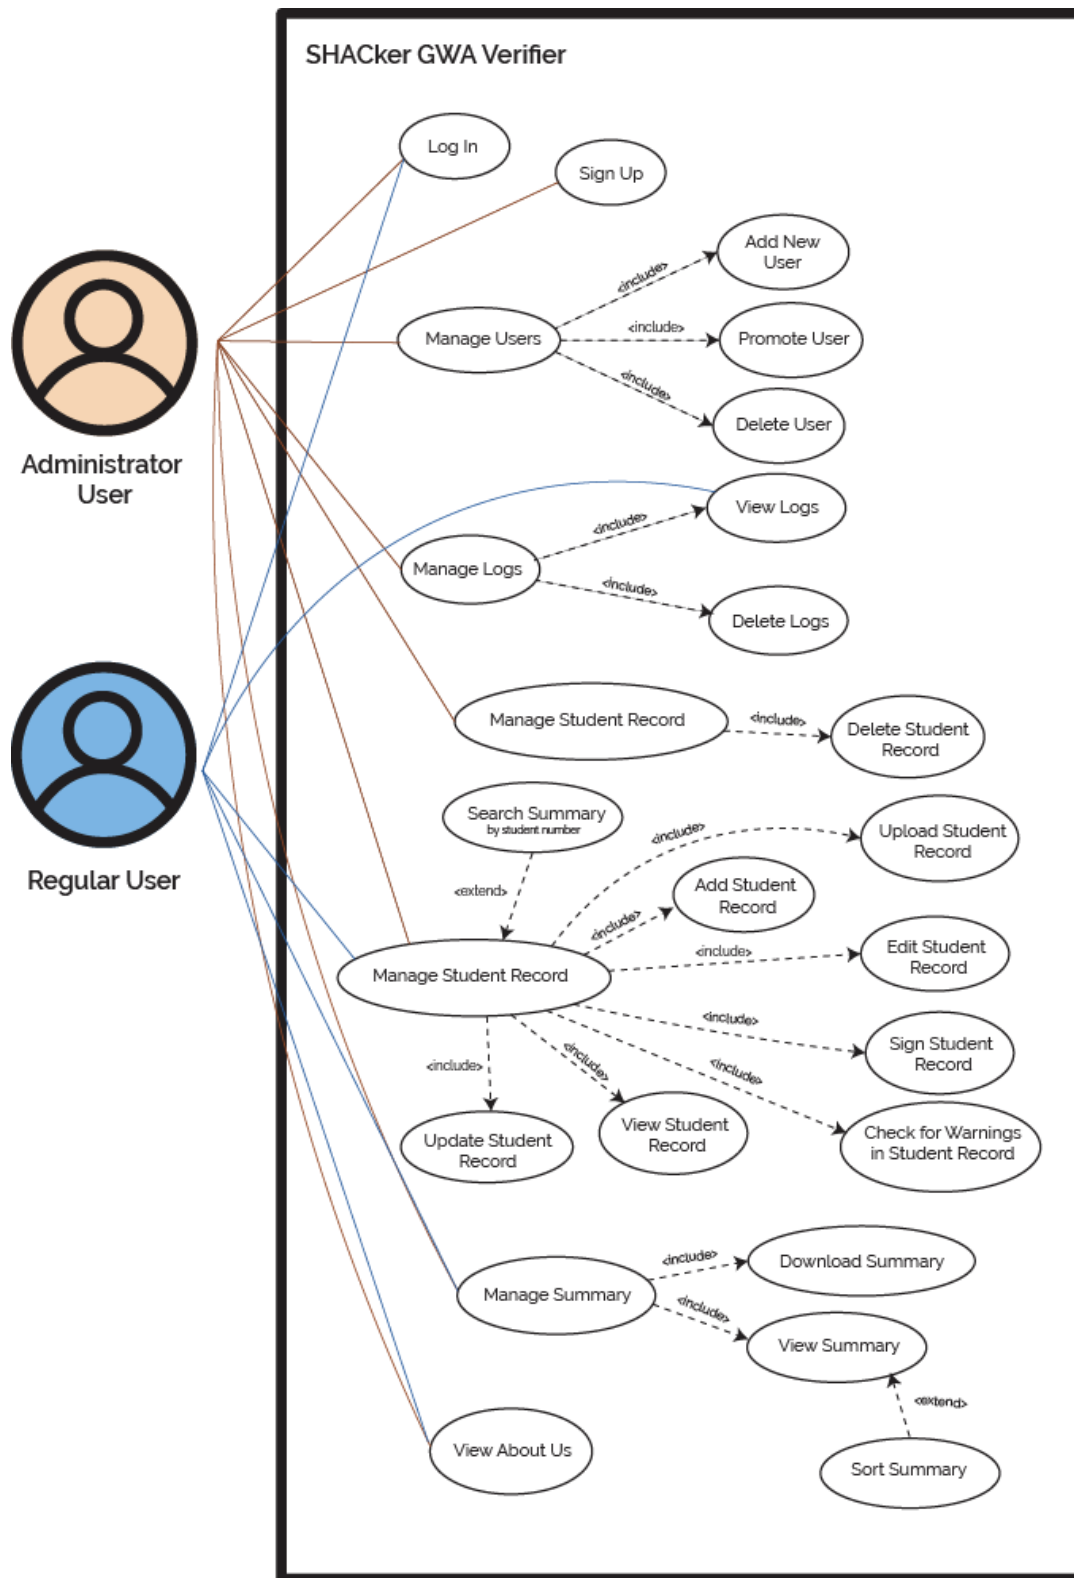 SHACker GWA Verifier
Log In
Sign Up
Add New
User
<include>
Manage Users
<include>
Promote User
<include>
Delete User
Administrator
User
View Logs
<include>
Manage Logs
<include>
Delete Logs
Manage Student Record
<include>
Delete Student
Record
Search Summary
by student number
<include>
Upload Student
Record
<extend>
Add Student
Record
Regular User
<include>
Edit Student
Record
<include>
Manage Student Record
<include>
Sign Student
Record
<include>
<include>
<include>
Update Student
Record
View Student
Record
Check for Warnings
in Student Record
<include>
Download Summary
Manage Summary
<include>
View Summary
<extend>
View About Us
Sort Summary